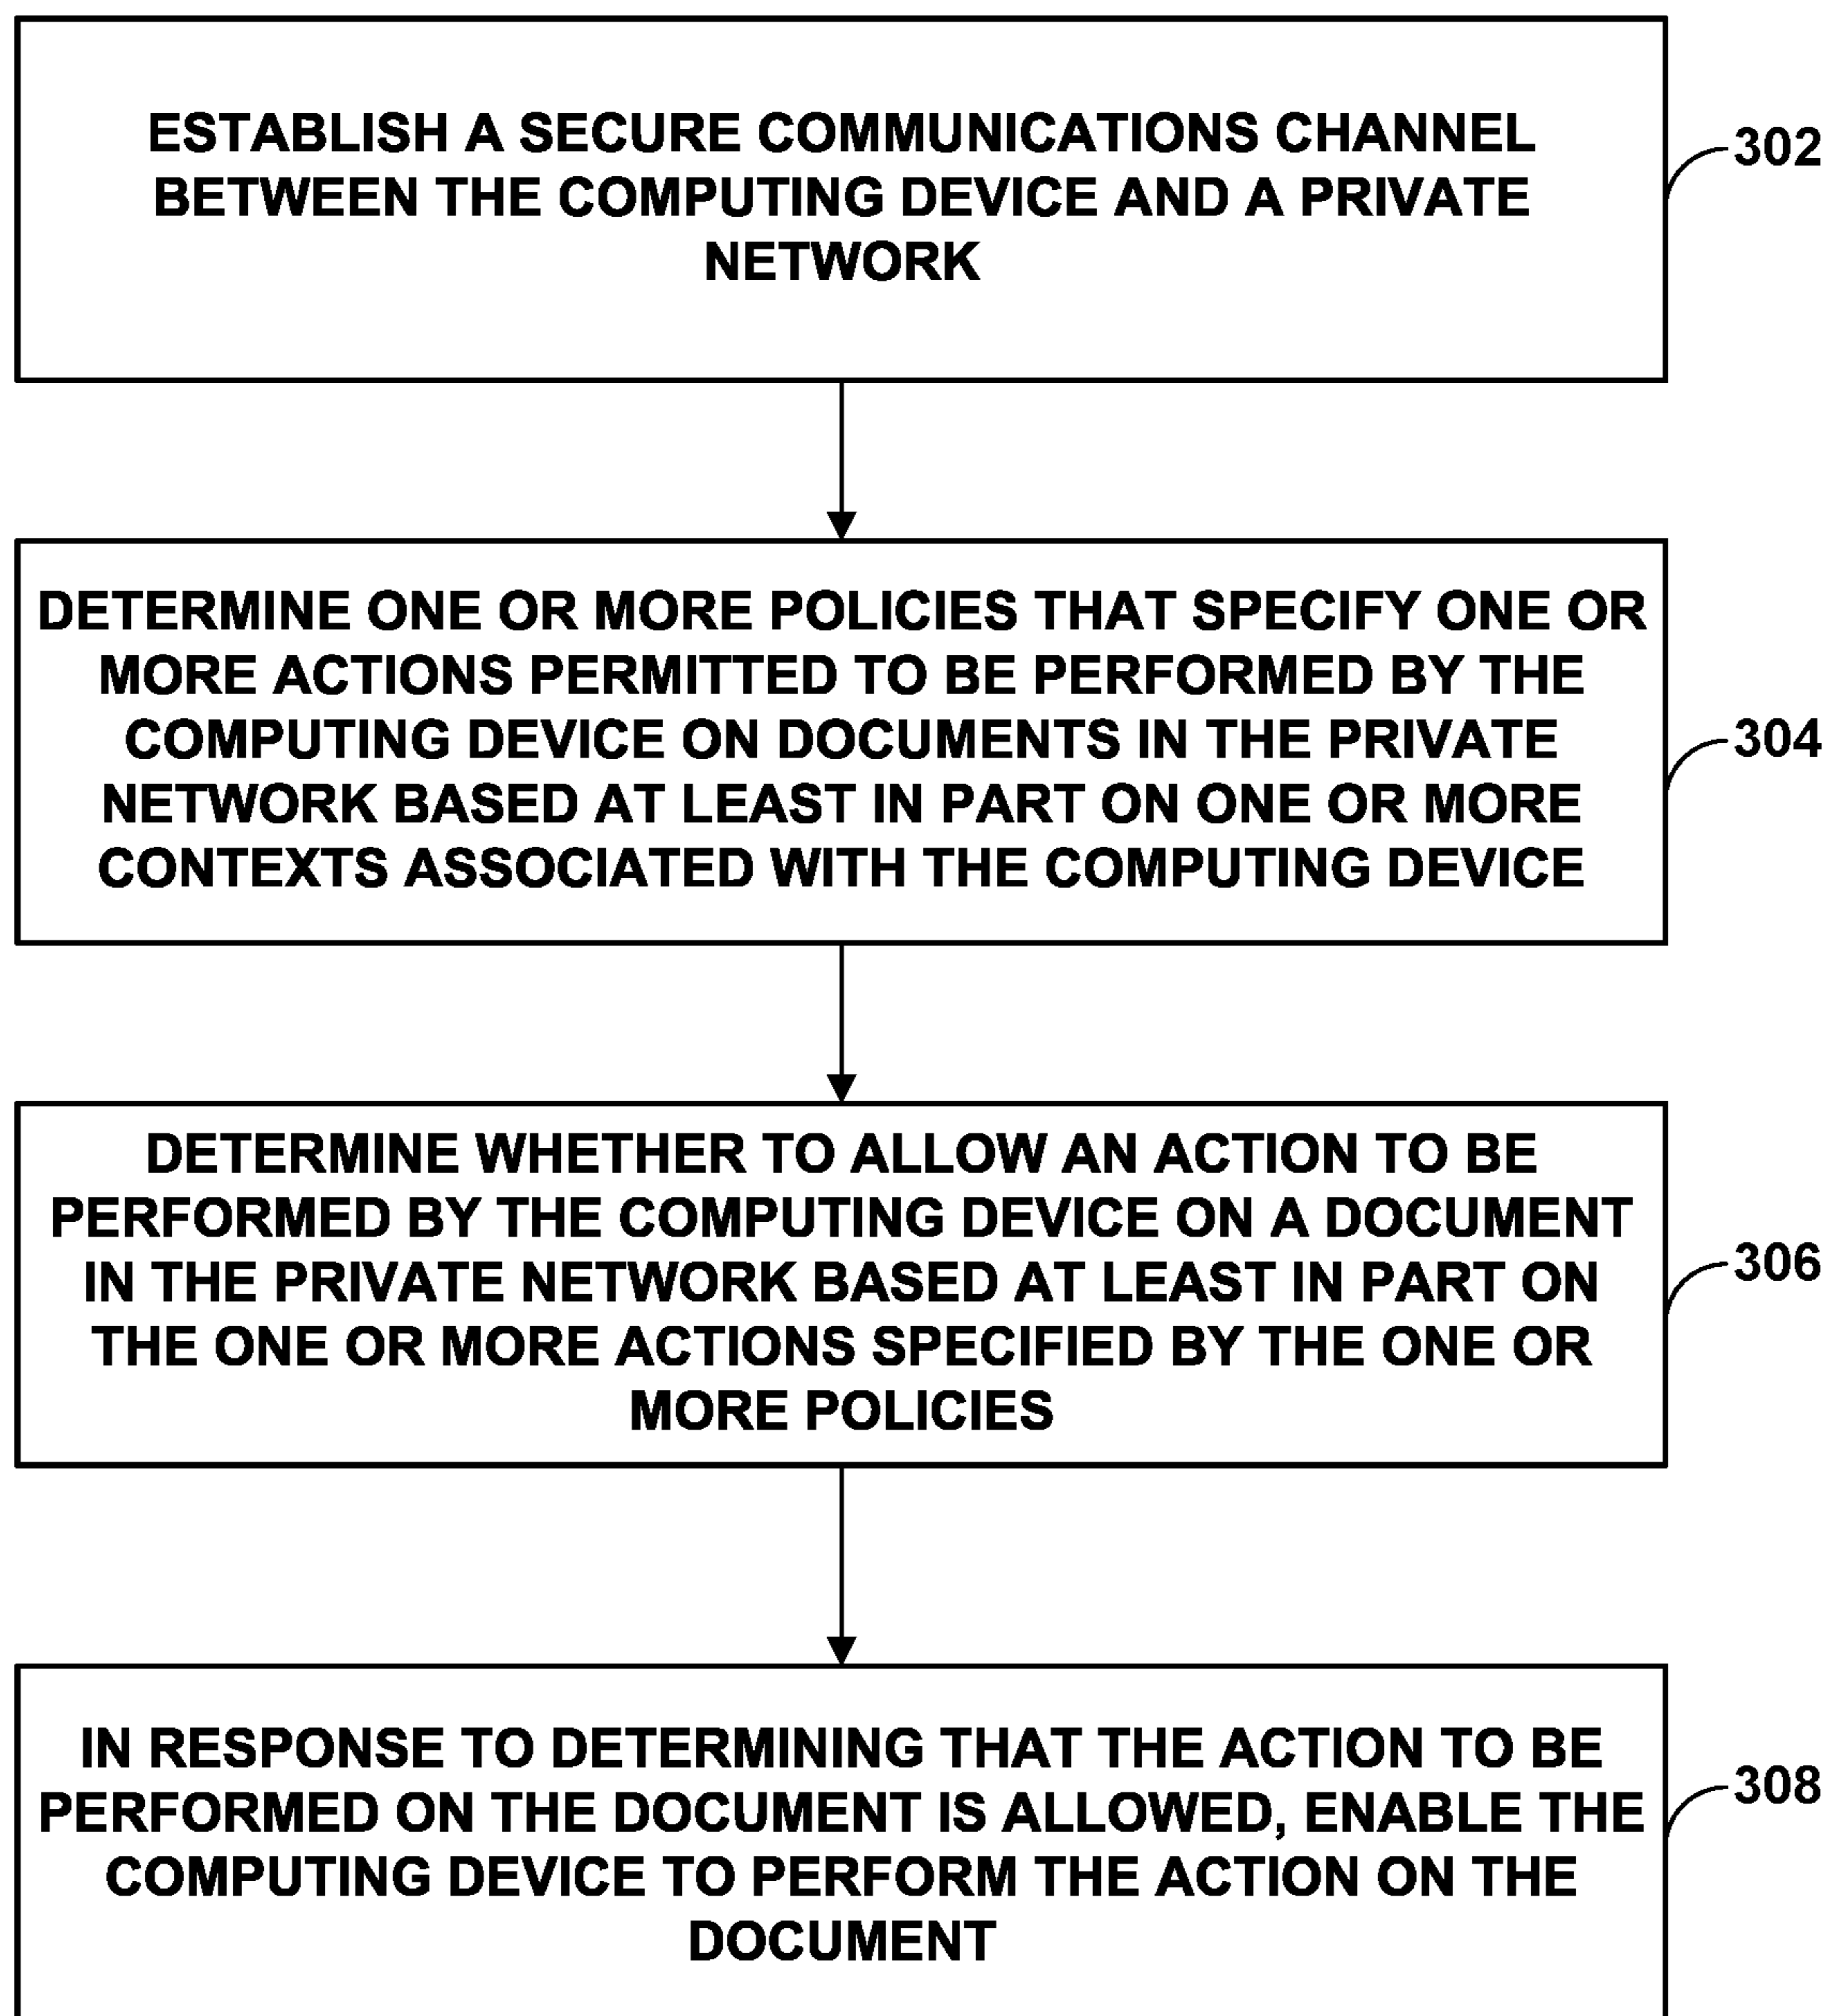 ESTABLISH A SECURE COMMUNICATIONS CHANNEL
BETWEEN THE COMPUTING DEVICE AND A PRIVATE
NETWORK
302
DETERMINE ONE OR MORE POLICIES THAT SPECIFY ONE OR
MORE ACTIONS PERMITTED TO BE PERFORMED BY THE
COMPUTING DEVICE ON DOCUMENTS IN THE PRIVATE
NETWORK BASED AT LEAST IN PART ON ONE OR MORE
CONTEXTS ASSOCIATED WITH THE COMPUTING DEVICE
304
DETERMINE WHETHER TO ALLOW AN ACTION TO BE
PERFORMED BY THE COMPUTING DEVICE ON A DOCUMENT
IN THE PRIVATE NETWORK BASED AT LEAST IN PART ON
THE ONE OR MORE ACTIONS SPECIFIED BY THE ONE OR
MORE POLICIES
306
IN RESPONSE TO DETERMINING THAT THE ACTION TO BE
PERFORMED ON THE DOCUMENT IS ALLOWED, ENABLE THE
COMPUTING DEVICE TO PERFORM THE ACTION ON THE
DOCUMENT
308